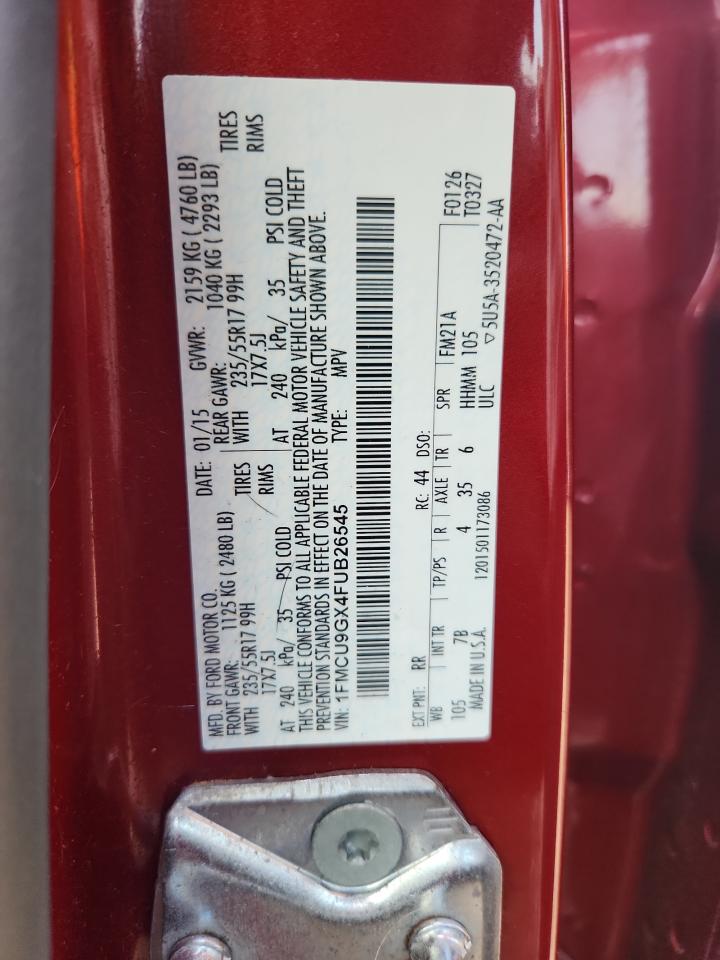 MFD. BY FORD MOTOR CO. DATE: 01/15 GVWR: 2159 KG ( 4760 LB)
FRONT GAWR: 1125 KG ( 2480 LB) REAR GAWR: 1040 KG ( 2293 LB)
WITH 235/55R17 99H TIRES WITH 235/55R17 99H TIRES
17X7.5J RIMS 17X7.5J RIMS
AT 240 kPa/ 35 PSI COLD AT 240 kPa/ 35 PSI COLD
THIS VEHICLE CONFORMS TO ALL APPLICABLE FEDERAL MOTOR VEHICLE SAFETY AND THEFT
PREVENTION STANDARDS IN EFFECT ON THE DATE OF MANUFACTURE SHOWN ABOVE.
VIN: 1FMCU9GX4FUB26545 TYPE: MPV
EXT PNT: RR RC: 44 DSO:
WB INT TR TP/PS R AXLE TR SPR FM21A F0126
105 7B 4 35 6 HHMM 105 T0327
MADE IN U.S.A. 1201501173086 ULC ▽5U5A-3520472-AA